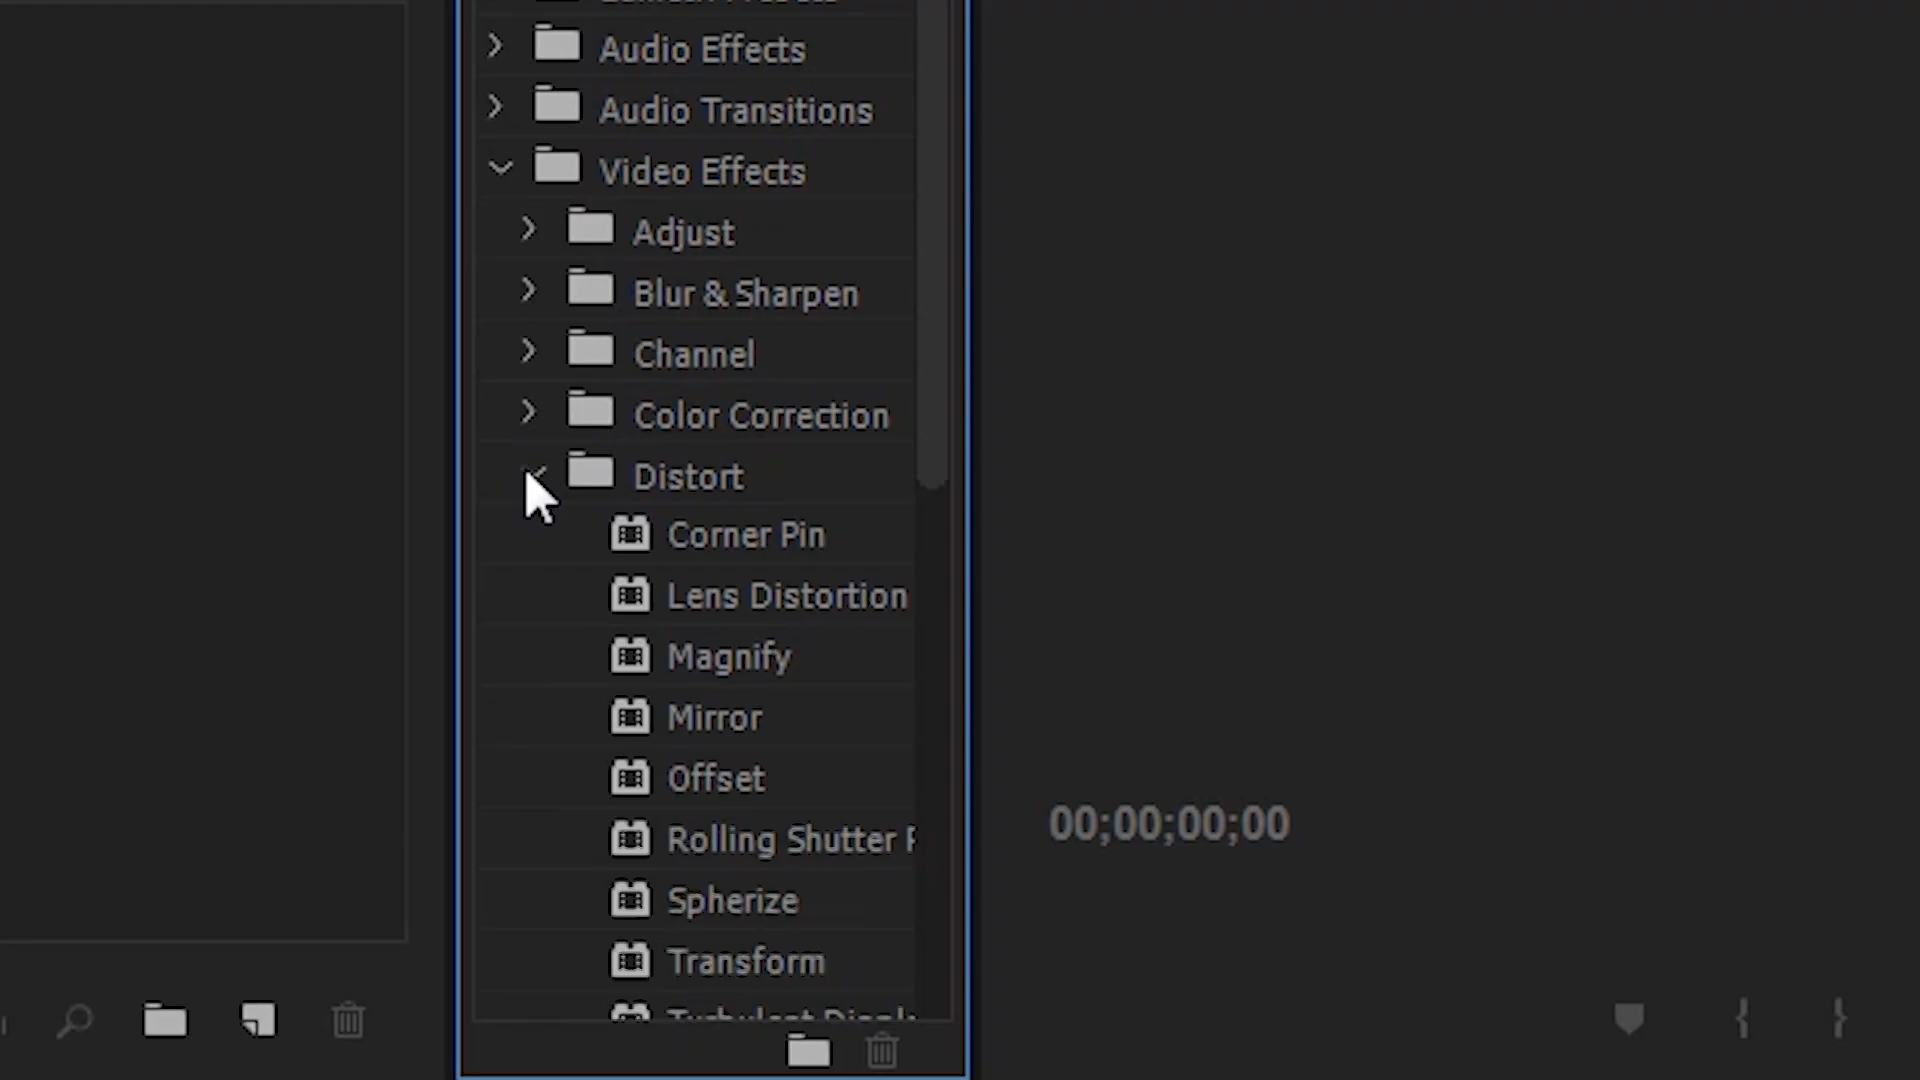 Audio Effects
Audio Transitions
Video Effects
Adjust
Blur & Sharpen
Channel
Color Correction
Distort
Corner Pin
Lens Distortion
Magnify
Mirror
Offset
Rolling Shutter
Spherize
Transform
00;00;00;00